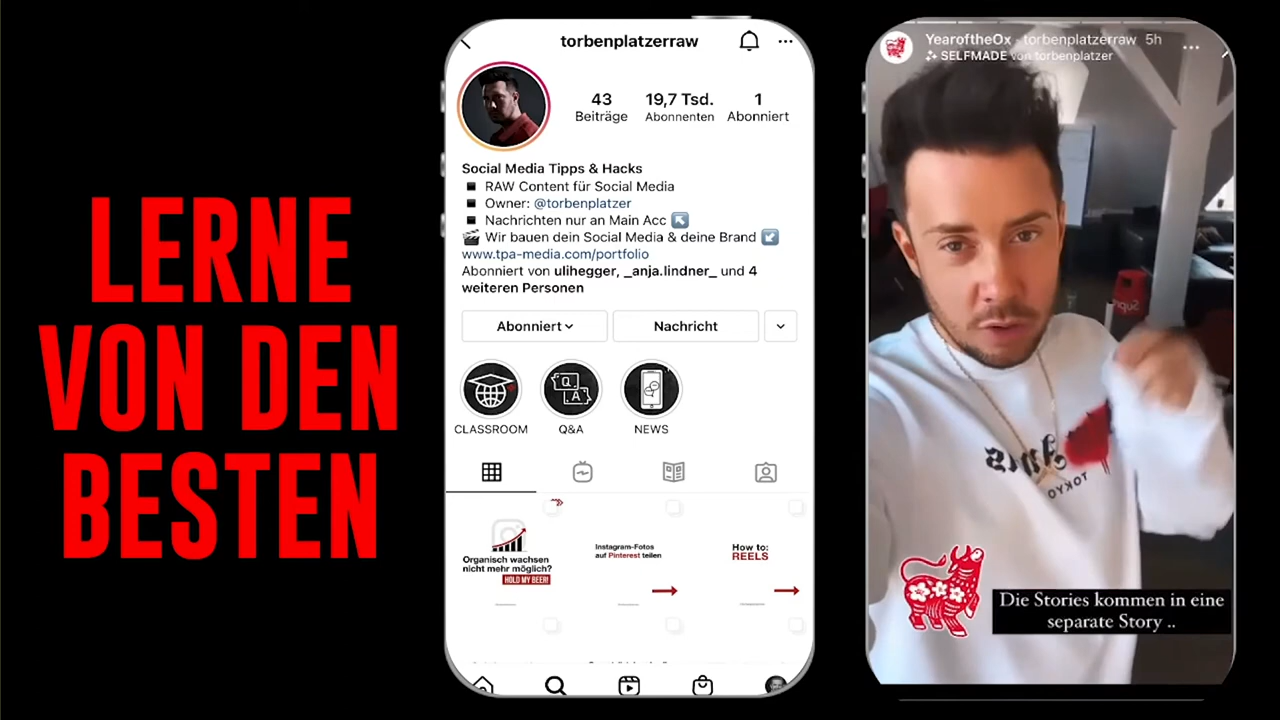 LERNE
VON DEN
BESTEN
torbenplatzerraw
43
19,7 Tsd.
1
Beiträge
Abonnenten
Abonniert
Social Media Tipps & Hacks
RAW Content für Social Media
Owner: @torbenplatzer
Nachrichten nur an Main Acc
Wir bauen dein Social Media & deine Brand
www.tpa-media.com/portfolio
Abonniert von ulihegger, _anja.lindner_ und 4
weiteren Personen
Abonniert
Nachricht
CLASSROOM
Q&A
NEWS
Organisch wachsen
nicht mehr möglich?
HOLD MY BEER!
Instagram-Fotos
auf Pinterest teilen
How to:
REELS
YearoftheOx · torbenplatzerraw 5h
SELFMADE von torbenplatzer
TOKYO
Die Stories kommen in eine
separate Story ..